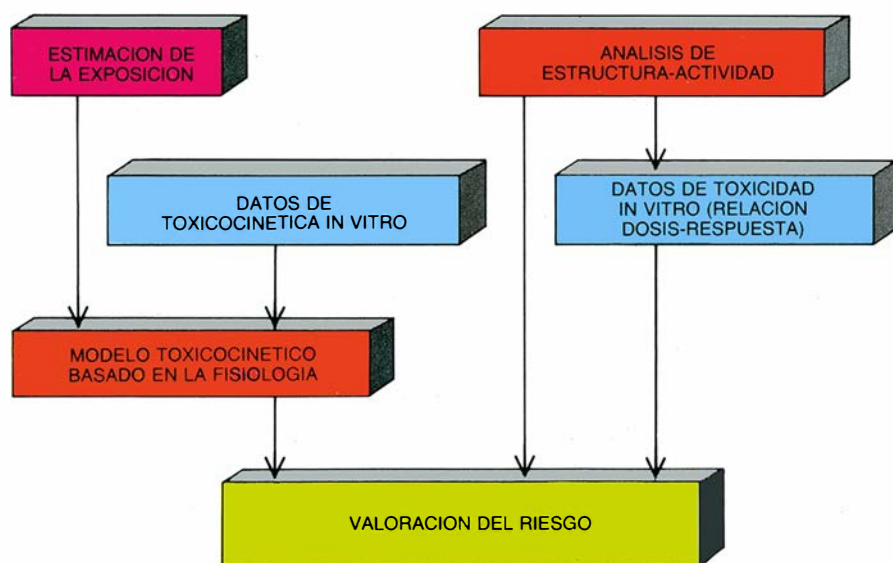 ESTIMACION DE
LA EXPOSICION
ANALISIS DE
ESTRUCTURA-ACTIVIDAD
DATOS DE
TOXICOCINETICA IN VITRO
DATOS DE TOXICIDAD
IN VITRO (RELACION
DOSIS-RESPUESTA)
MODELO TOXICOCINETICO
BASADO EN LA FISIOLOGIA
VALORACION DEL RIESGO